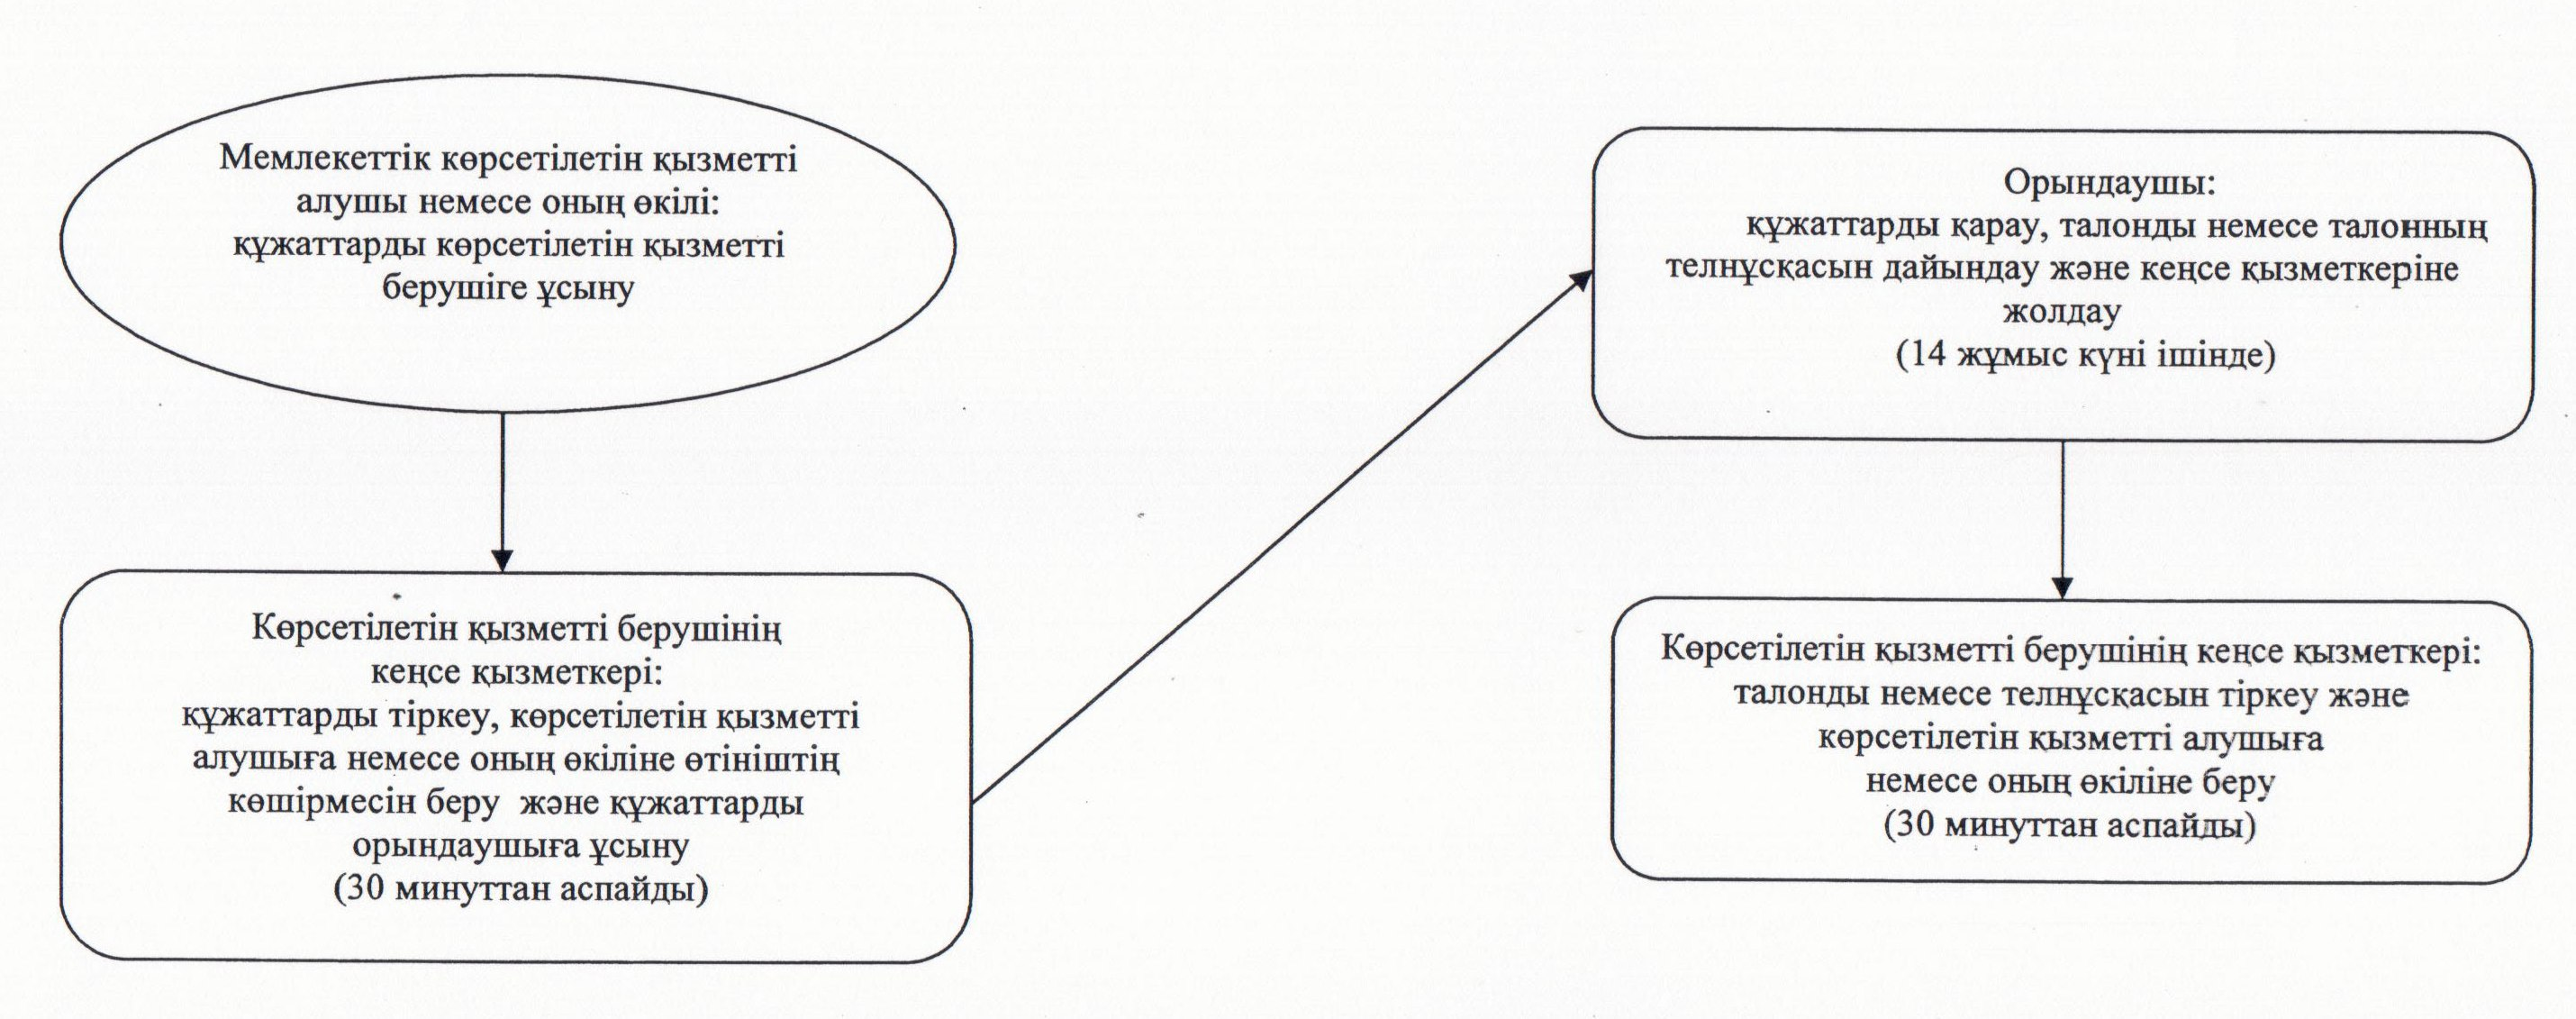 Мемлекеттік көрсетілетін қызметті
алушы немесе оның өкілі:
құжаттарды көрсетілетін қызметті
берушіге ұсыну
Көрсетілетін қызметті берушінің
кеңсе қызметкері:
құжаттарды тіркеу, көрсетілетін қызметті
алушыға немесе оның өкіліне өтініштің
көшірмесін беру және құжаттарды
орындаушыға ұсыну
(30 минуттан аспайды)
Орындаушы:
құжаттарды қарау, талонды немесе талонның
телнұсқасын дайындау және кеңсе қызметкеріне
жолдау
(14 жұмыс күні ішінде)
Көрсетілетін қызметті берушінің кеңсе қызметкері:
талонды немесе телнұсқасын тіркеу және
көрсетілетін қызметті алушыға
немесе оның өкіліне беру
(30 минуттан аспайды)